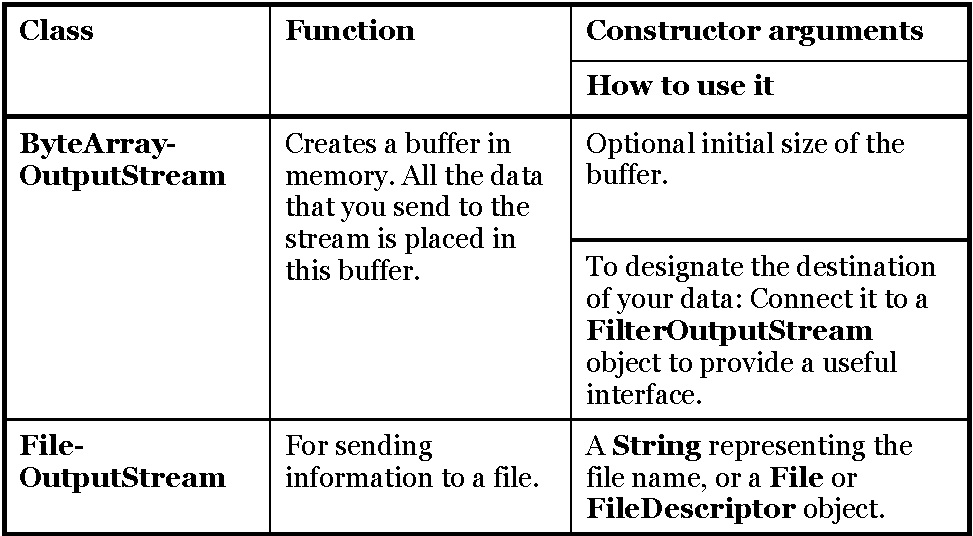 Class
Function
Constructor arguments
How to use it
ByteArray-
OutputStream
Creates a buffer in
memory. All the data
that you send to the
stream is placed in
this buffer.
Optional initial size of the
buffer.
To designate the destination
of your data: Connect it to a
FilterOutputStream
object to provide a useful
interface.
File-
OutputStream
For sending
information to a file.
A String representing the
file name, or a File or
FileDescriptor object.